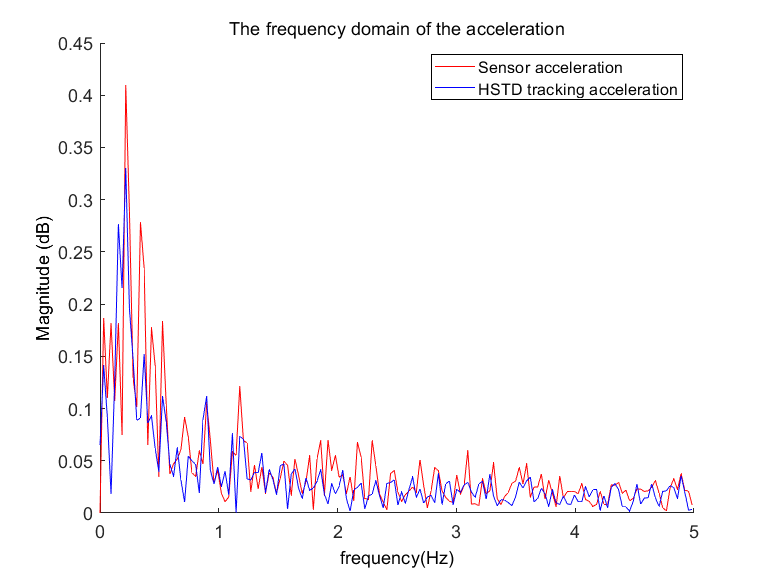 The frequency domain of the acceleration
Sensor acceleration
HSTD tracking acceleration
Magnitude (dB)
0.45
0.4
0.35
0.3
0.25
0.2
0.15
0.1
0.05
0
0 1 2 3 4 5
frequency(Hz)